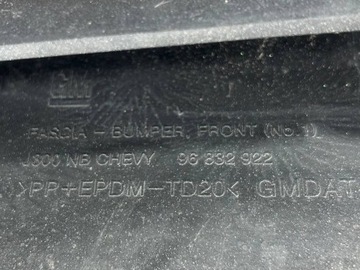 GM
FASCIA - BUMPER, FRONT (No.1)
J300 NB CHEVY 96 832 922
>PP+EPDM-TD20< GMDAT